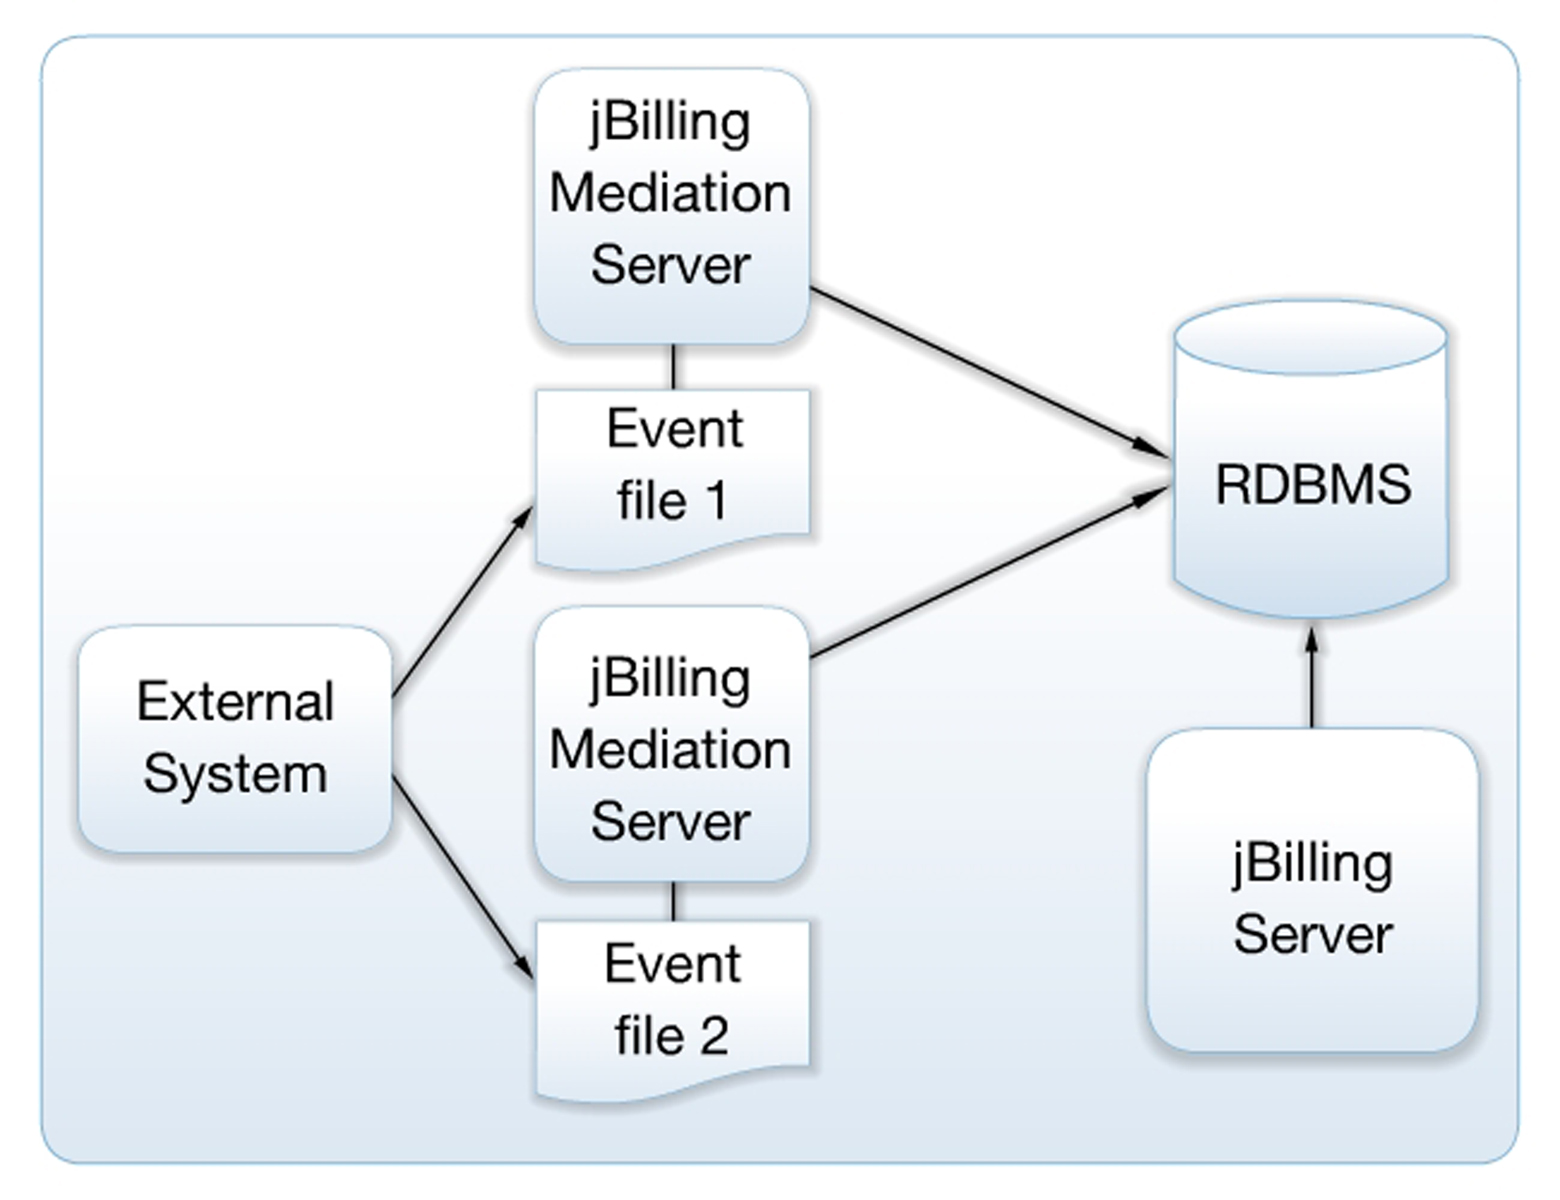 jBilling
Mediation
Server
Event
file 1
External
System
jBilling
Mediation
Server
Event
file 2
RDBMS
jBilling
Server